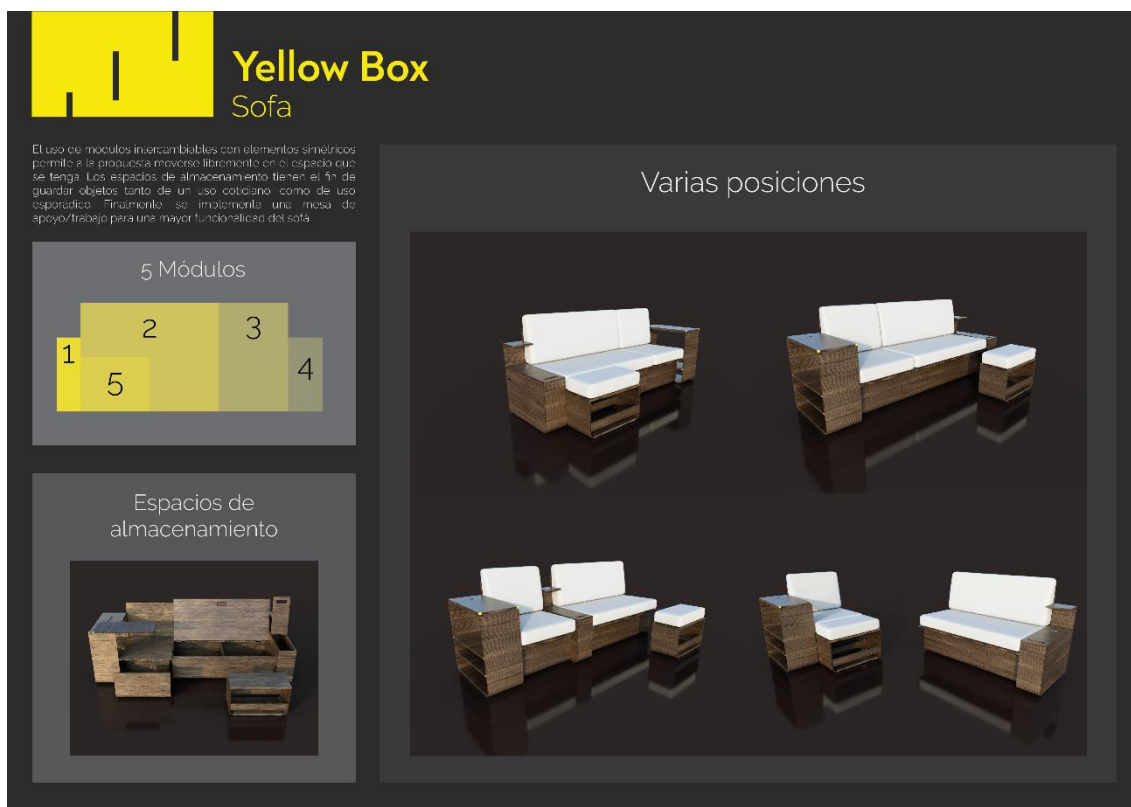 Yellow Box
Sofa
El uso de módulos intercambiables con elementos simétricos
permite a la propuesta moverse libremente en el espacio que
se tenga. Los espacios de almacenamiento tienen el fin de
guardar objetos tanto de un uso cotidiano, como de uso
esporádico. Finalmente, se implementa una mesa de
apoyo/trabajo para una mayor funcionalidad del sofá
5 Módulos
1
2
3
4
5
Espacios de
almacenamiento
Varias posiciones